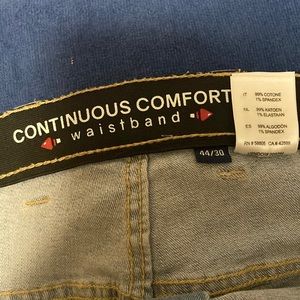 CONTINUOUS COMFORT
waistband
44/30
IT 99% COTONE
1% SPANDEX
NL 99% KATOEN
1% ELASTAAN
ES 99% ALGODÓN
1% SPANDEX